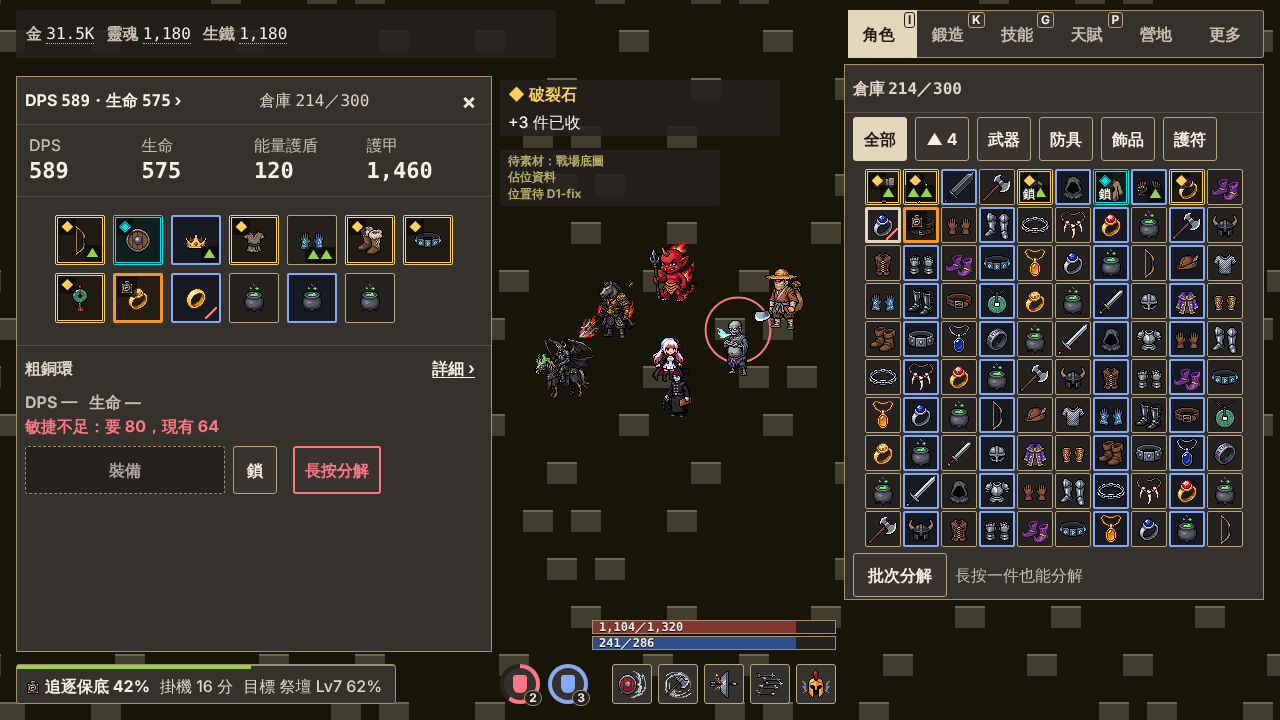 金 31.5K 靈魂 1,180 生鐵 1,180
角色 I 鍛造 K 技能 G 天賦 P 營地 更多
DPS 589・生命 575 ›
倉庫 214／300
×
DPS 生命 能量護盾 護甲
589 575 120 1,460
粗銅環
詳細 ›
DPS — 生命 —
敏捷不足：要 80，現有 64
裝備 鎖 長按分解
◆ 破裂石
+3 件已收
待素材：戰場底圖
佔位資料
位置待 D1-fix
倉庫 214／300
全部 ▲ 4 武器 防具 飾品 護符
鎖 鎖
批次分解 長按一件也能分解
1,104／1,320
241／286
追逐保底 42% 掛機 16 分 目標 祭壇 Lv7 62%
2 3